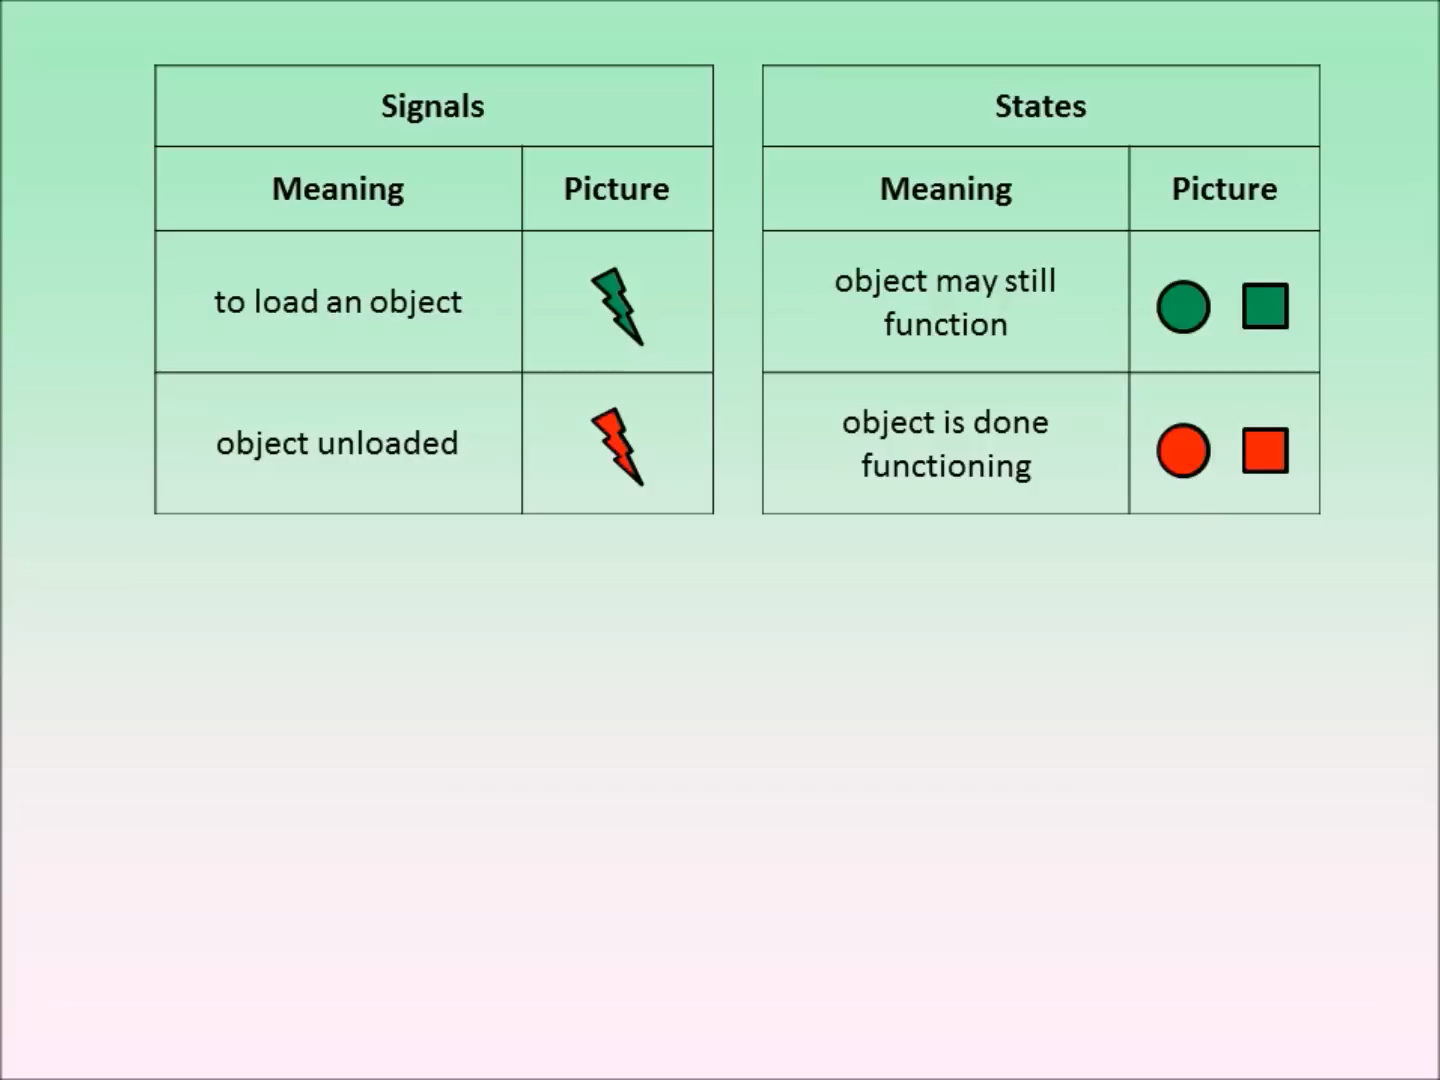 Signals
Meaning
Picture
to load an object
object unloaded
States
Meaning
Picture
object may still
function
object is done
functioning